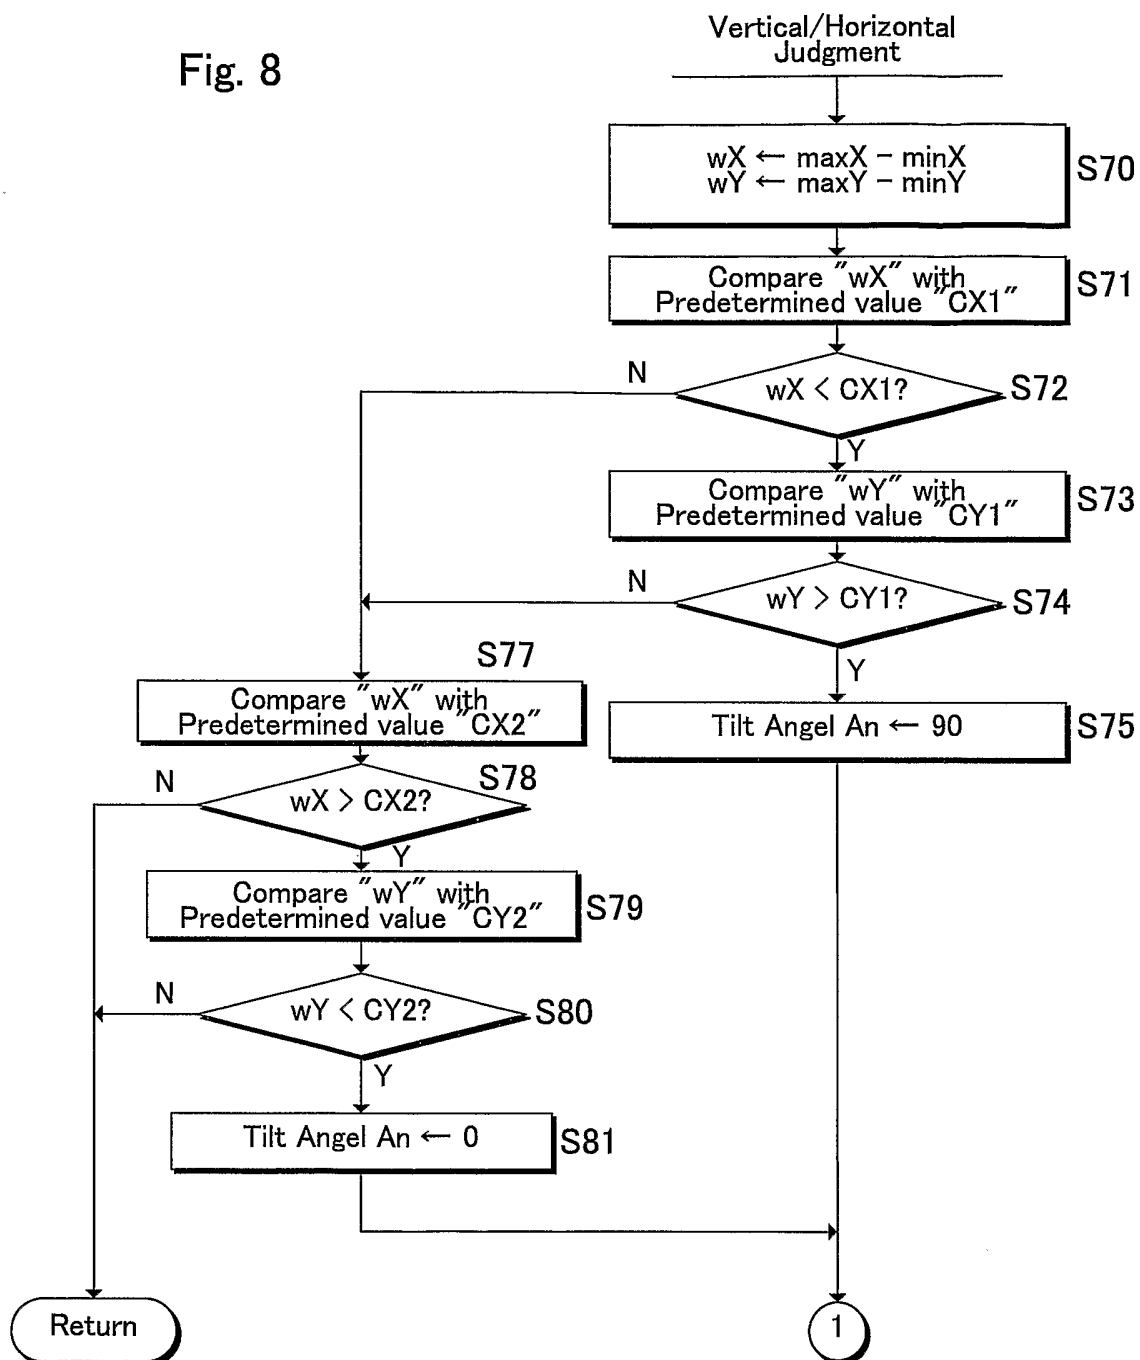 Fig. 8
Vertical/Horizontal
Judgment
wX ← maxX − minX
wY ← maxY − minY
S70
Compare "wX" with
Predetermined value "CX1"
S71
N
wX < CX1?
S72
Y
Compare "wY" with
Predetermined value "CY1"
S73
N
wY > CY1?
S74
Y
S77
Compare "wX" with
Predetermined value "CX2"
Tilt Angel An ← 90
S75
N
wX > CX2?
S78
Y
Compare "wY" with
Predetermined value "CY2"
S79
N
wY < CY2?
S80
Y
Tilt Angel An ← 0
S81
Return
1